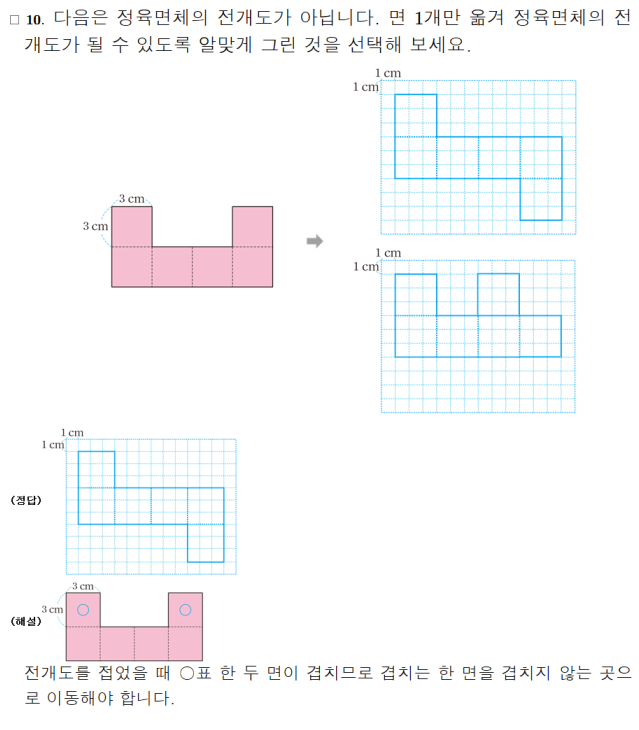 □ 10. 다음은 정육면체의 전개도가 아닙니다. 면 1개만 옮겨 정육면체의 전
개도가 될 수 있도록 알맞게 그린 것을 선택해 보세요.
1 cm
1 cm
3 cm
3 cm
1 cm
1 cm
1 cm
1 cm
(정답)
3 cm
3 cm
(해설)
전개도를 접었을 때 ○표 한 두 면이 겹치므로 겹치는 한 면을 겹치지 않는 곳으
로 이동해야 합니다.